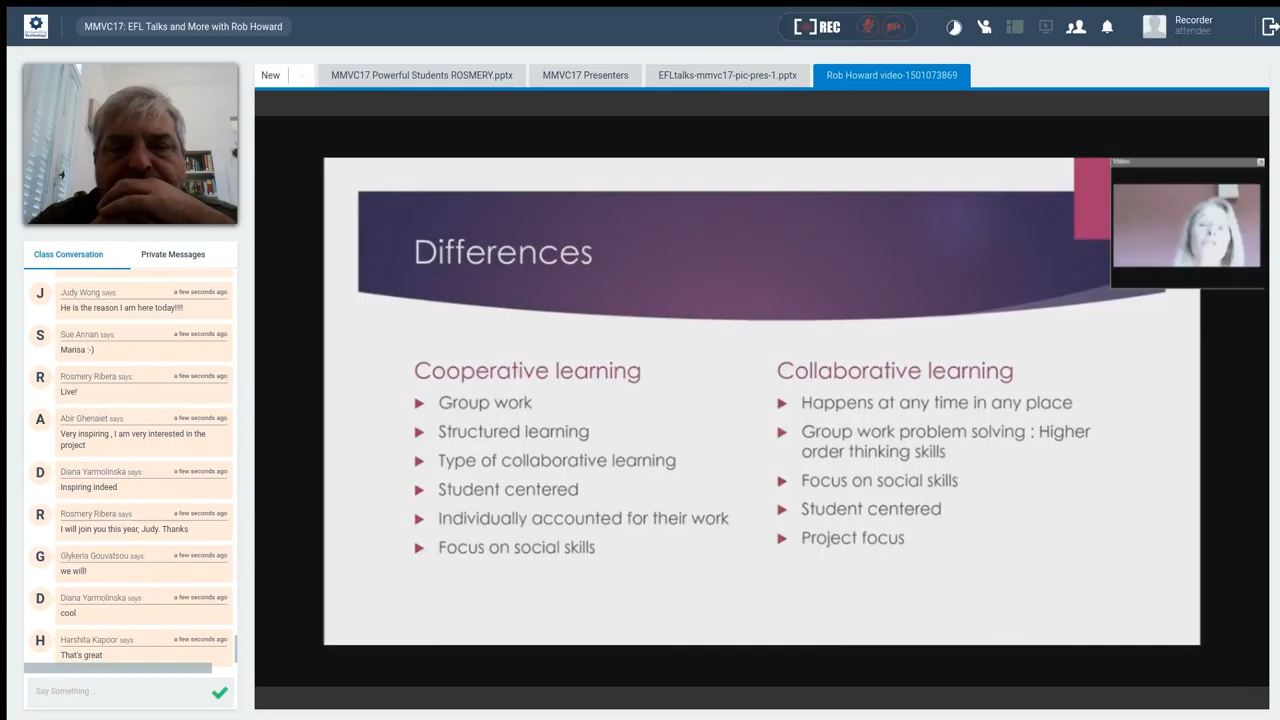 MMVC17: EFL Talks and More with Rob Howard
REC
Recorder
attendee
New
MMVC17 Powerful Students ROSMERY.pptx
MMVC17 Presenters
EFLtalks-mmvc17-pic-pres-1.pptx
Rob Howard video-1501073869
Class Conversation
Private Messages
Judy Wong says: a few seconds ago
He is the reason I am here today!!!!
Sue Annan says: a few seconds ago
Marisa :-)
Rosmery Ribera says: a few seconds ago
Live!
Abir Ghenaiet says: a few seconds ago
Very inspiring , I am very interested in the
project
Diana Yarmolinska says: a few seconds ago
Inspiring indeed
Rosmery Ribera says: a few seconds ago
I will join you this year, Judy. Thanks
Glykeria Gouvatsou says: a few seconds ago
we will!
Diana Yarmolinska says: a few seconds ago
cool
Harshita Kapoor says: a few seconds ago
That's great
Say Something...
J
S
R
A
D
R
G
D
H
Video
Differences
Cooperative learning
Group work
Structured learning
Type of collaborative learning
Student centered
Individually accounted for their work
Focus on social skills
Collaborative learning
Happens at any time in any place
Group work problem solving : Higher
order thinking skills
Focus on social skills
Student centered
Project focus